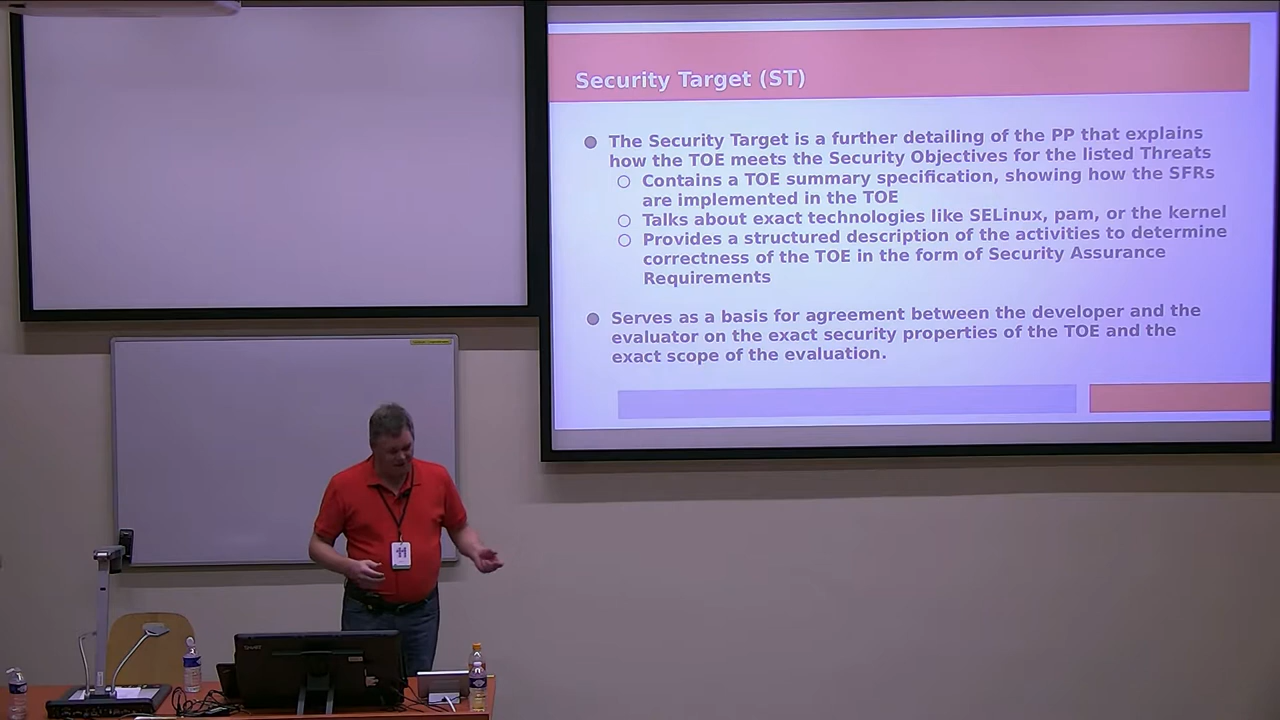 Security Target (ST)
The Security Target is a further detailing of the PP that explains
how the TOE meets the Security Objectives for the listed Threats
Contains a TOE summary specification, showing how the SFRs
are implemented in the TOE
Talks about exact technologies like SELinux, pam, or the kernel
Provides a structured description of the activities to determine
correctness of the TOE in the form of Security Assurance
Requirements
Serves as a basis for agreement between the developer and the
evaluator on the exact security properties of the TOE and the
exact scope of the evaluation.